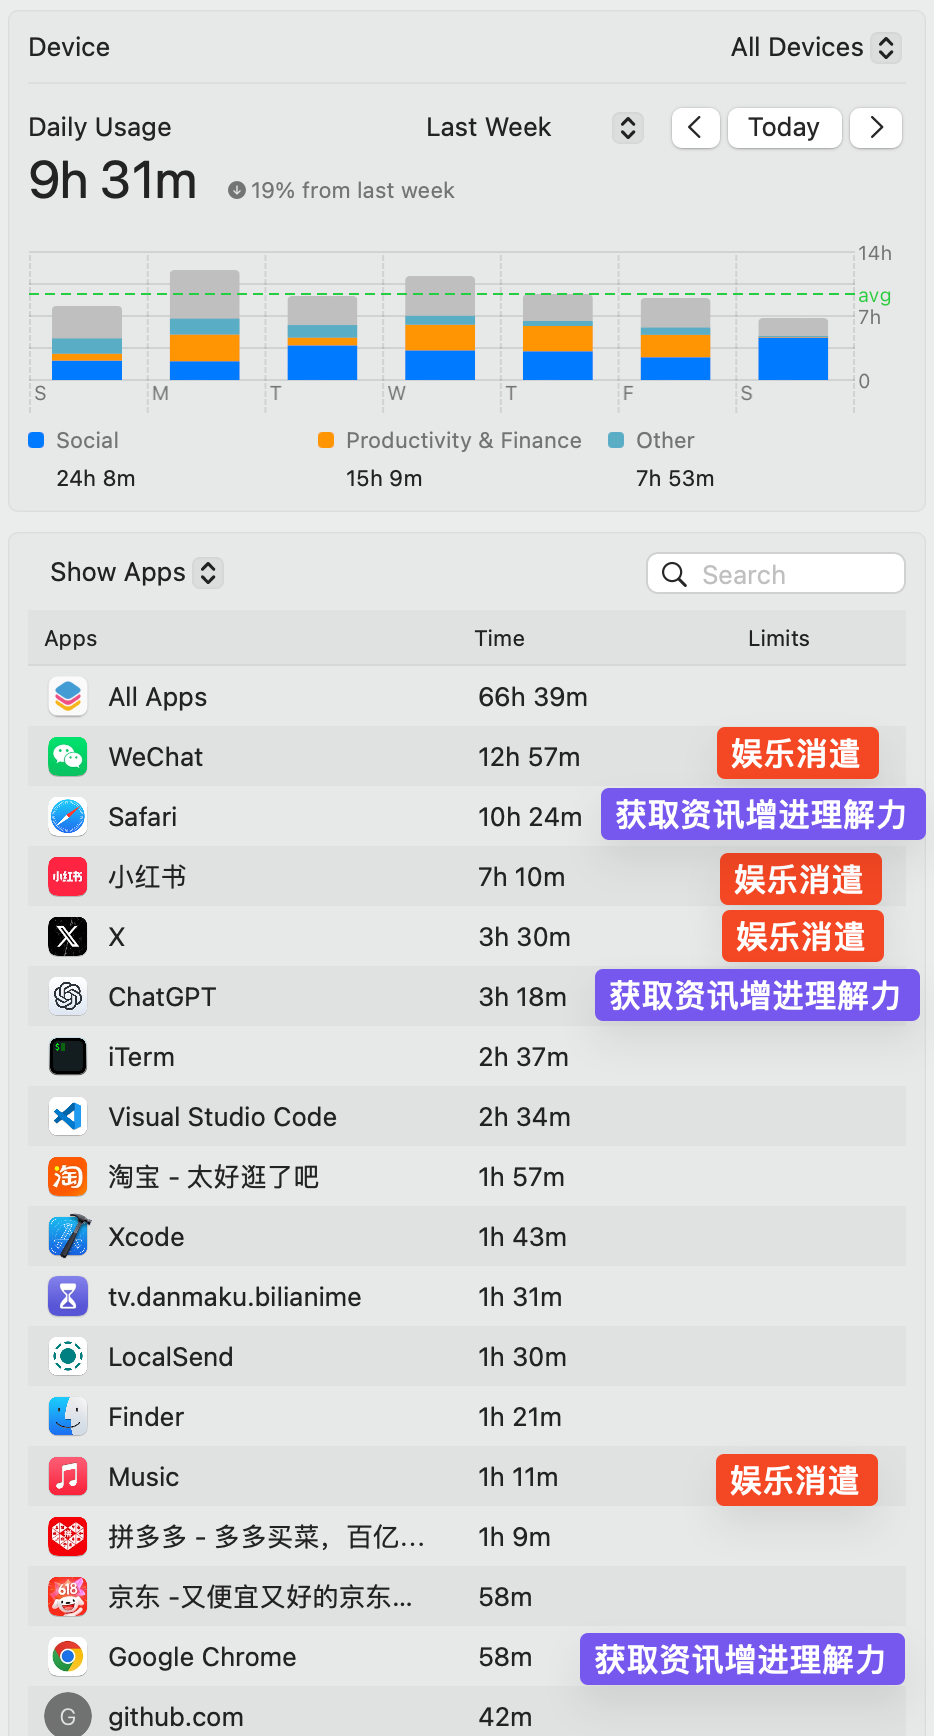 Device
All Devices
Daily Usage
Last Week
Today
9h 31m
19% from last week
14h
avg
7h
0
S M T W T F S
Social
Productivity & Finance
Other
24h 8m
15h 9m
7h 53m
Show Apps
Search
Apps Time Limits
All Apps 66h 39m
WeChat 12h 57m 娱乐消遣
Safari 10h 24m 获取资讯增进理解力
小红书 小红书 7h 10m 娱乐消遣
X 3h 30m 娱乐消遣
ChatGPT 3h 18m 获取资讯增进理解力
$ iTerm 2h 37m
Visual Studio Code 2h 34m
淘 淘宝 - 太好逛了吧 1h 57m
Xcode 1h 43m
tv.danmaku.bilianime 1h 31m
LocalSend 1h 30m
Finder 1h 21m
Music 1h 11m 娱乐消遣
拼多多 - 多多买菜，百亿... 1h 9m
618 京东 -又便宜又好的京东... 58m
Google Chrome 58m 获取资讯增进理解力
G github.com 42m